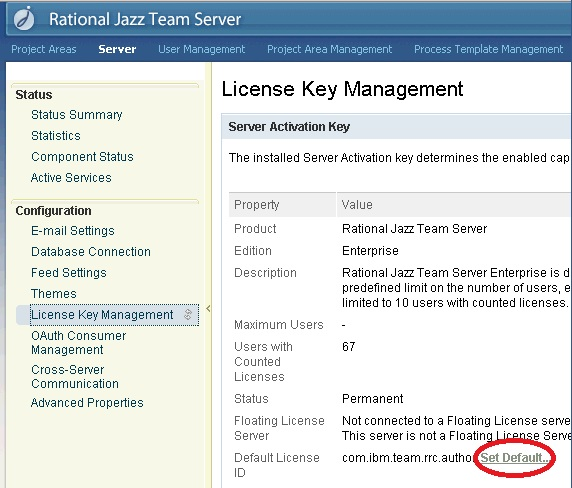 Rational Jazz Team Server
Project Areas Server User Management Project Area Management Process Template Management
Status
Status Summary
Statistics
Component Status
Active Services
Configuration
E-mail Settings
Database Connection
Feed Settings
Themes
License Key Management
OAuth Consumer
Management
Cross-Server
Communication
Advanced Properties
License Key Management
Server Activation Key
The installed Server Activation key determines the enabled cap
Property Value
Product Rational Jazz Team Server
Edition Enterprise
Description Rational Jazz Team Server Enterprise is d
predefined limit on the number of users, e
limited to 10 users with counted licenses.
Maximum Users -
Users with 67
Counted
Licenses
Status Permanent
Floating License Not connected to a Floating License serve
Server This server is not a Floating License Serve
Default License com.ibm.team.rrc.author Set Default...
ID